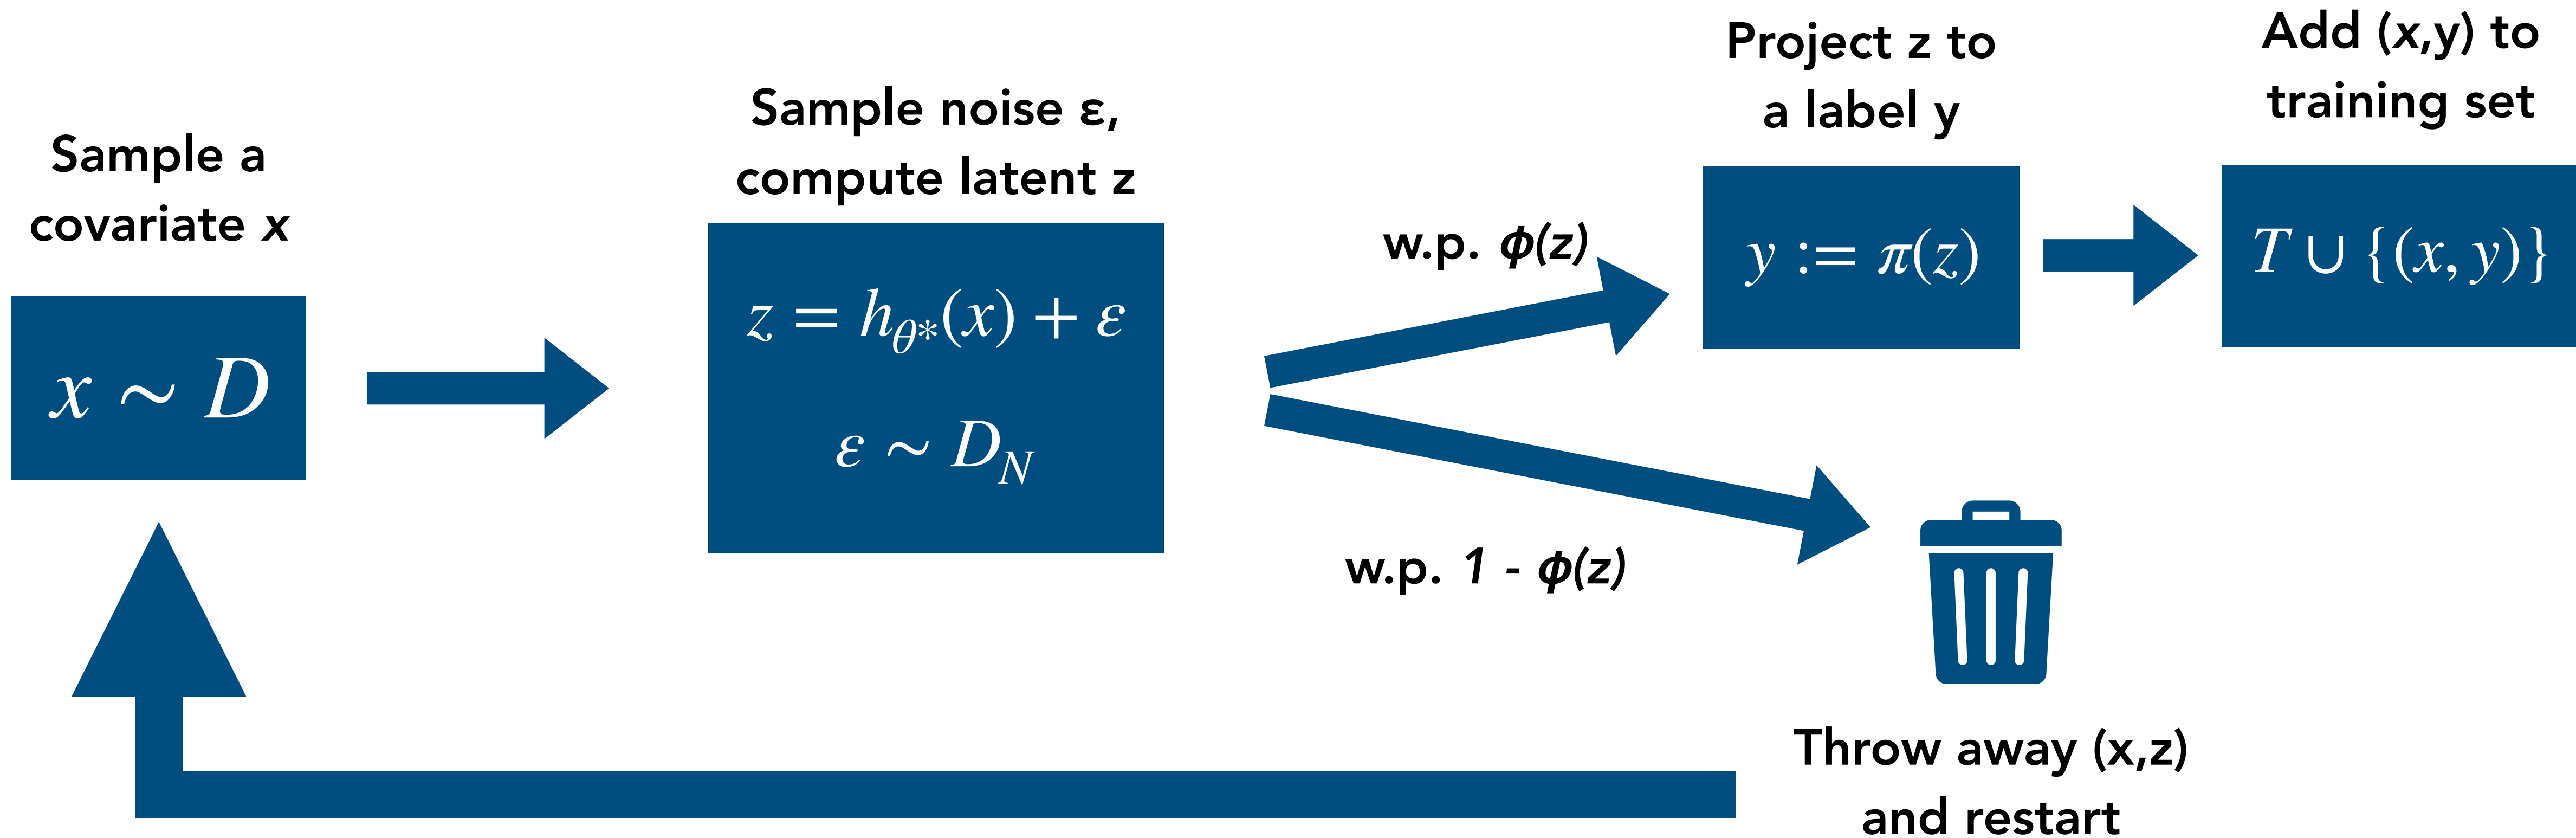 Sample a
covariate x
x ∼ D
Sample noise ε,
compute latent z
z = h_{θ*}(x) + ε
ε ∼ D_N
w.p. ϕ(z)
w.p. 1 - ϕ(z)
Project z to
a label y
y := π(z)
Add (x,y) to
training set
T ∪ {(x, y)}
Throw away (x,z)
and restart